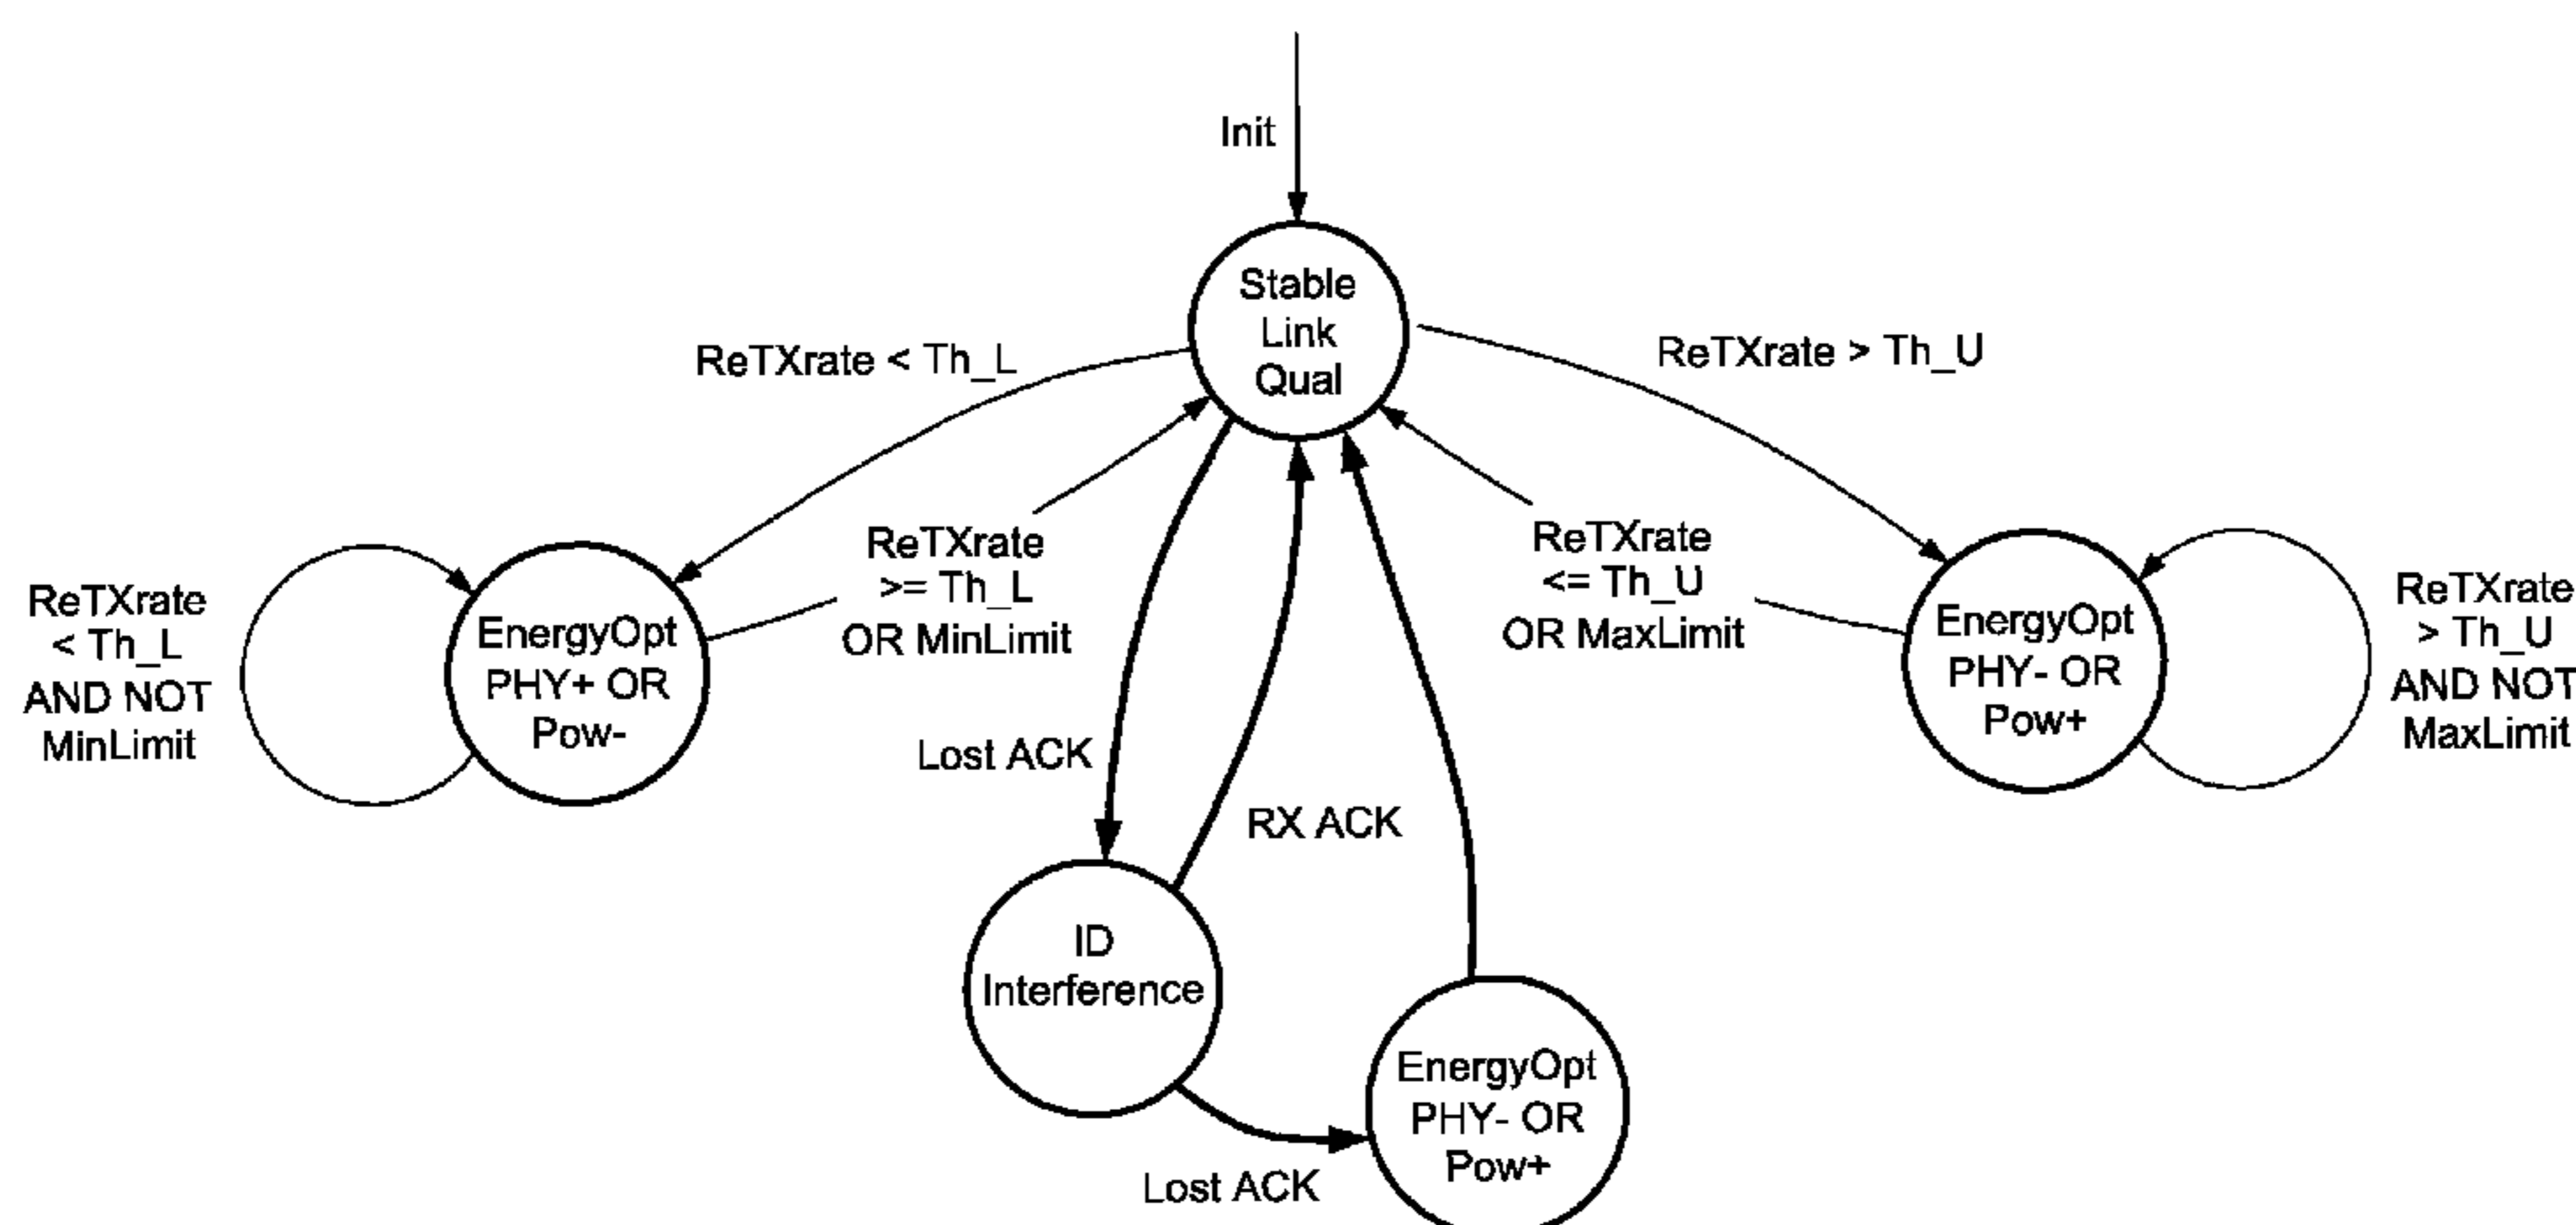 Init
Stable
Link
Qual
ReTXrate < Th_L
ReTXrate > Th_U
ReTXrate
>= Th_L
OR MinLimit
ReTXrate
<= Th_U
OR MaxLimit
ReTXrate
< Th_L
AND NOT
MinLimit
EnergyOpt
PHY+ OR
Pow-
EnergyOpt
PHY- OR
Pow+
ReTXrate
> Th_U
AND NOT
MaxLimit
Lost ACK
RX ACK
ID
Interference
EnergyOpt
PHY- OR
Pow+
Lost ACK